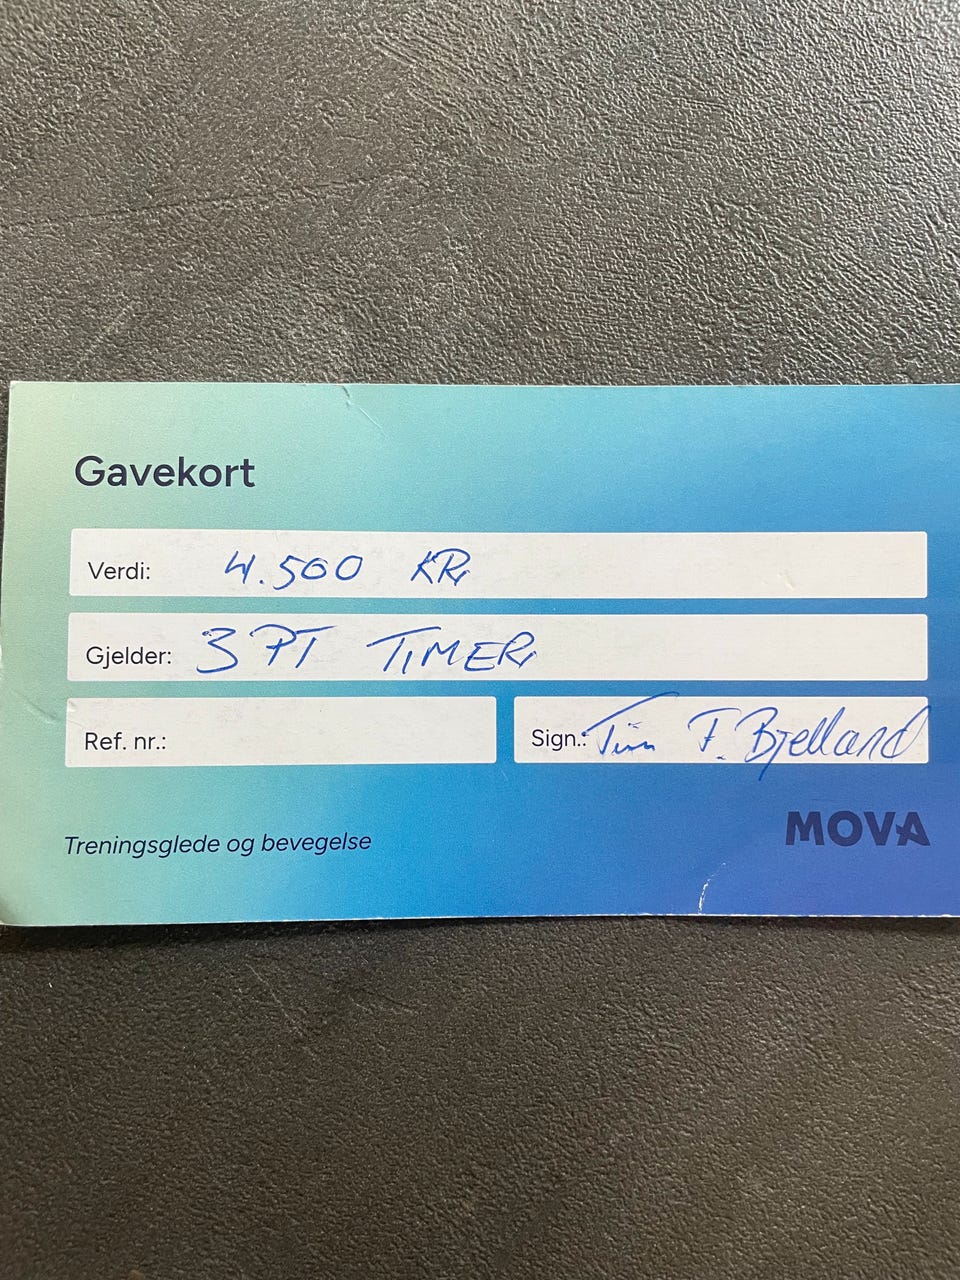 Gavekort
Verdi: 4.500 KR
Gjelder: 3 PT TIMER
Ref. nr.:
Sign.: Tim F. Bjelland
Treningsglede og bevegelse
MOVA